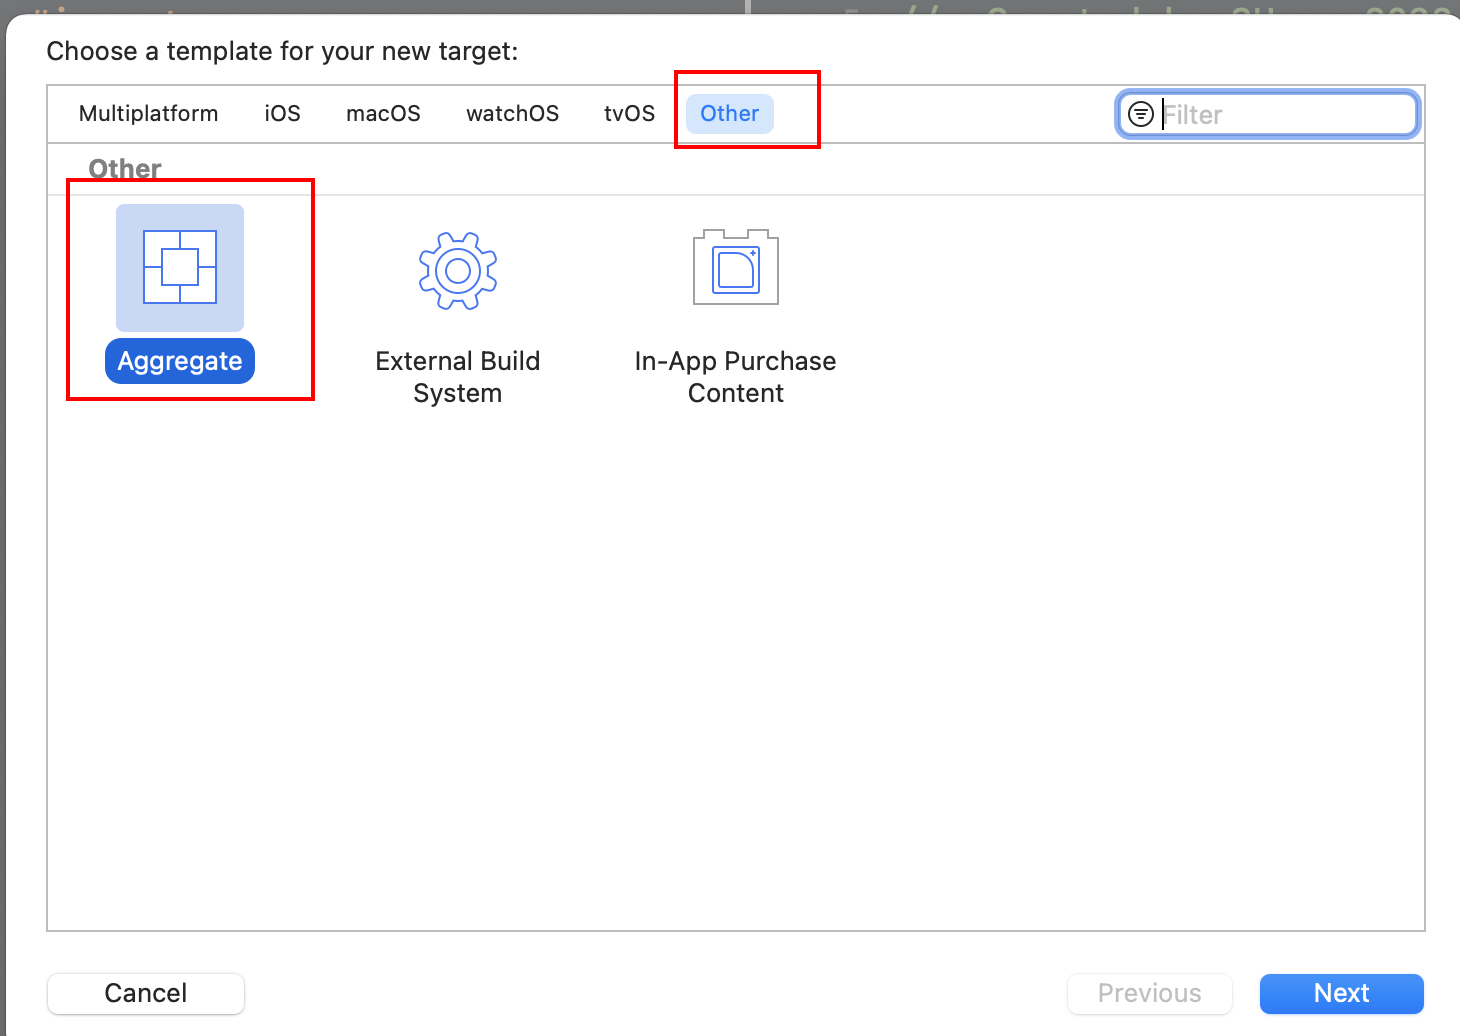 Choose a template for your new target:
Multiplatform iOS macOS watchOS tvOS Other Filter
Other
Aggregate
External Build
System
In-App Purchase
Content
Cancel Previous Next